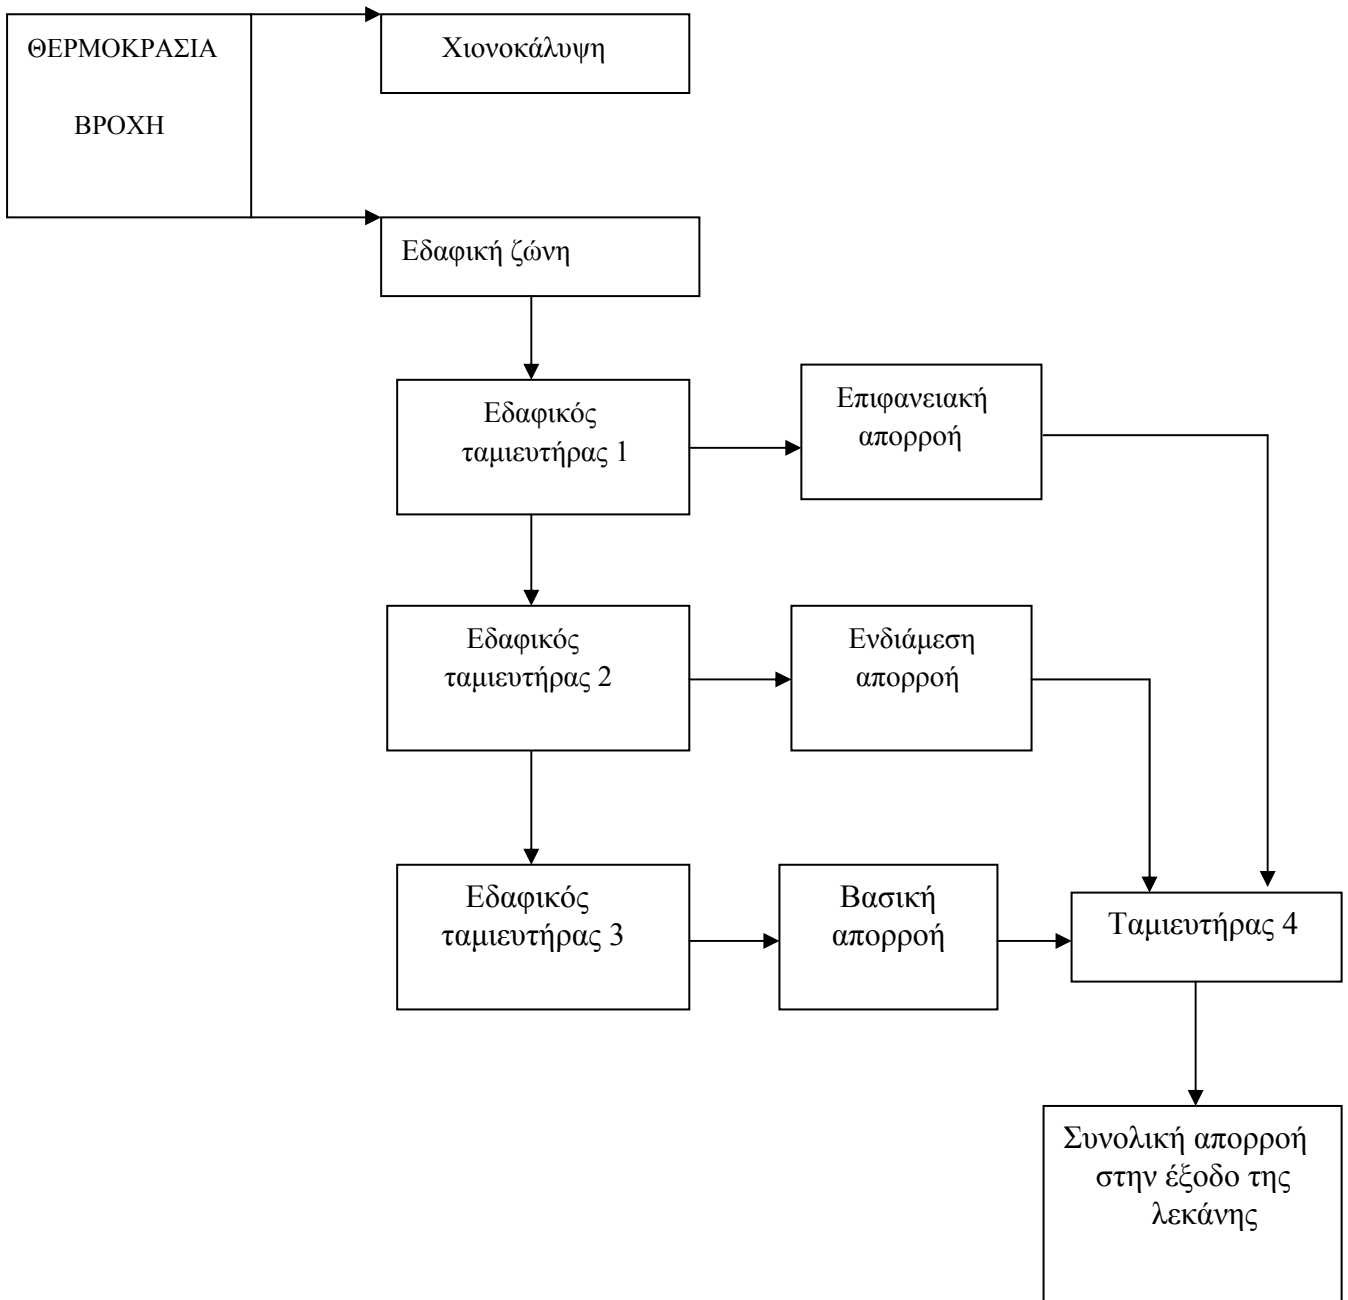 ΘΕΡΜΟΚΡΑΣΙΑ
ΒΡΟΧΗ
Χιονοκάλυψη
Εδαφική ζώνη
Εδαφικός
ταμιευτήρας 1
Επιφανειακή
απορροή
Εδαφικός
ταμιευτήρας 2
Ενδιάμεση
απορροή
Εδαφικός
ταμιευτήρας 3
Βασική
απορροή
Ταμιευτήρας 4
Συνολική απορροή
στην έξοδο της
λεκάνης